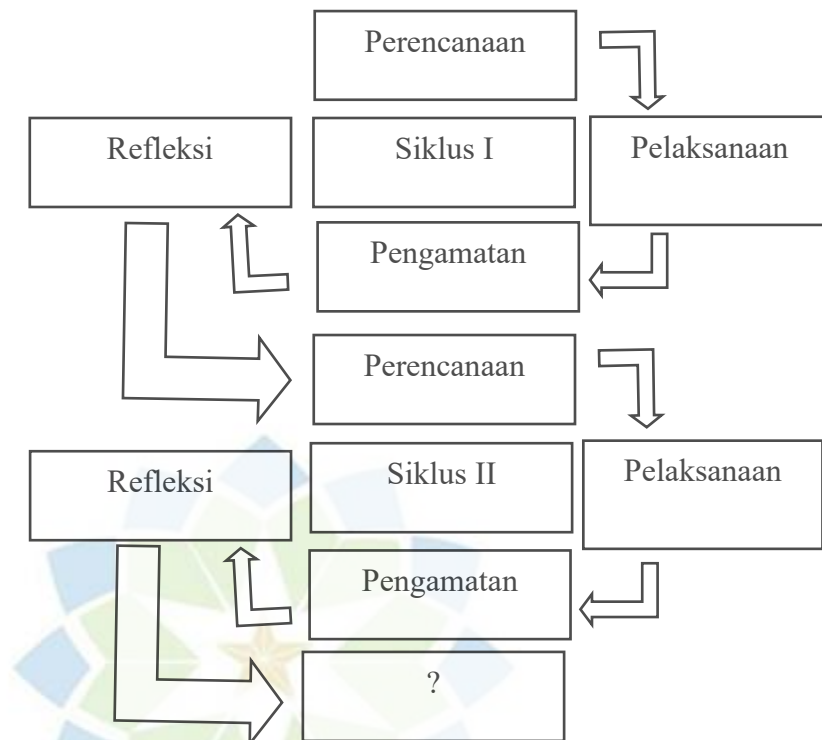 Perencanaan
Refleksi
Siklus I
Pelaksanaan
Pengamatan
Perencanaan
Refleksi
Siklus II
Pelaksanaan
Pengamatan
?